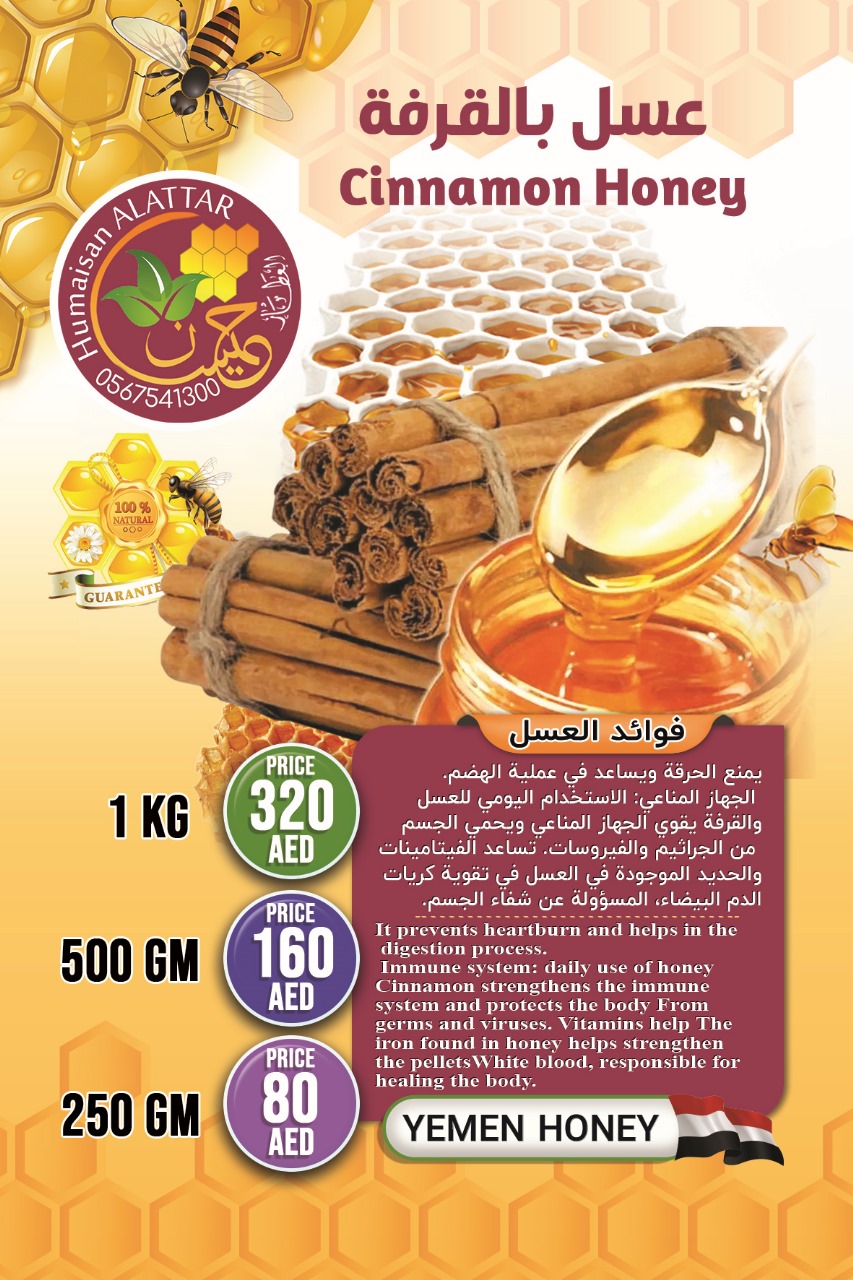 عسل بالقرفة
Cinnamon Honey
Humaisan ALATTAR
حميسن
0567541300
100 %
NATURAL
GUARANTE
فوائد العسل
يمنع الحرقة ويساعد في عملية الهضم.
الجهاز المناعي: الاستخدام اليومي للعسل
والقرفة يقوي الجهاز المناعي ويحمي الجسم
من الجراثيم والفيروسات. تساعد الفيتامينات
والحديد الموجودة في العسل في تقوية كريات
الدم البيضاء، المسؤولة عن شفاء الجسم.
It prevents heartburn and helps in the
digestion process.
Immune system: daily use of honey
Cinnamon strengthens the immune
system and protects the body From
germs and viruses. Vitamins help The
iron found in honey helps strengthen
the pelletsWhite blood, responsible for
healing the body.
1 KG
PRICE
320
AED
500 GM
PRICE
160
AED
250 GM
PRICE
80
AED
YEMEN HONEY